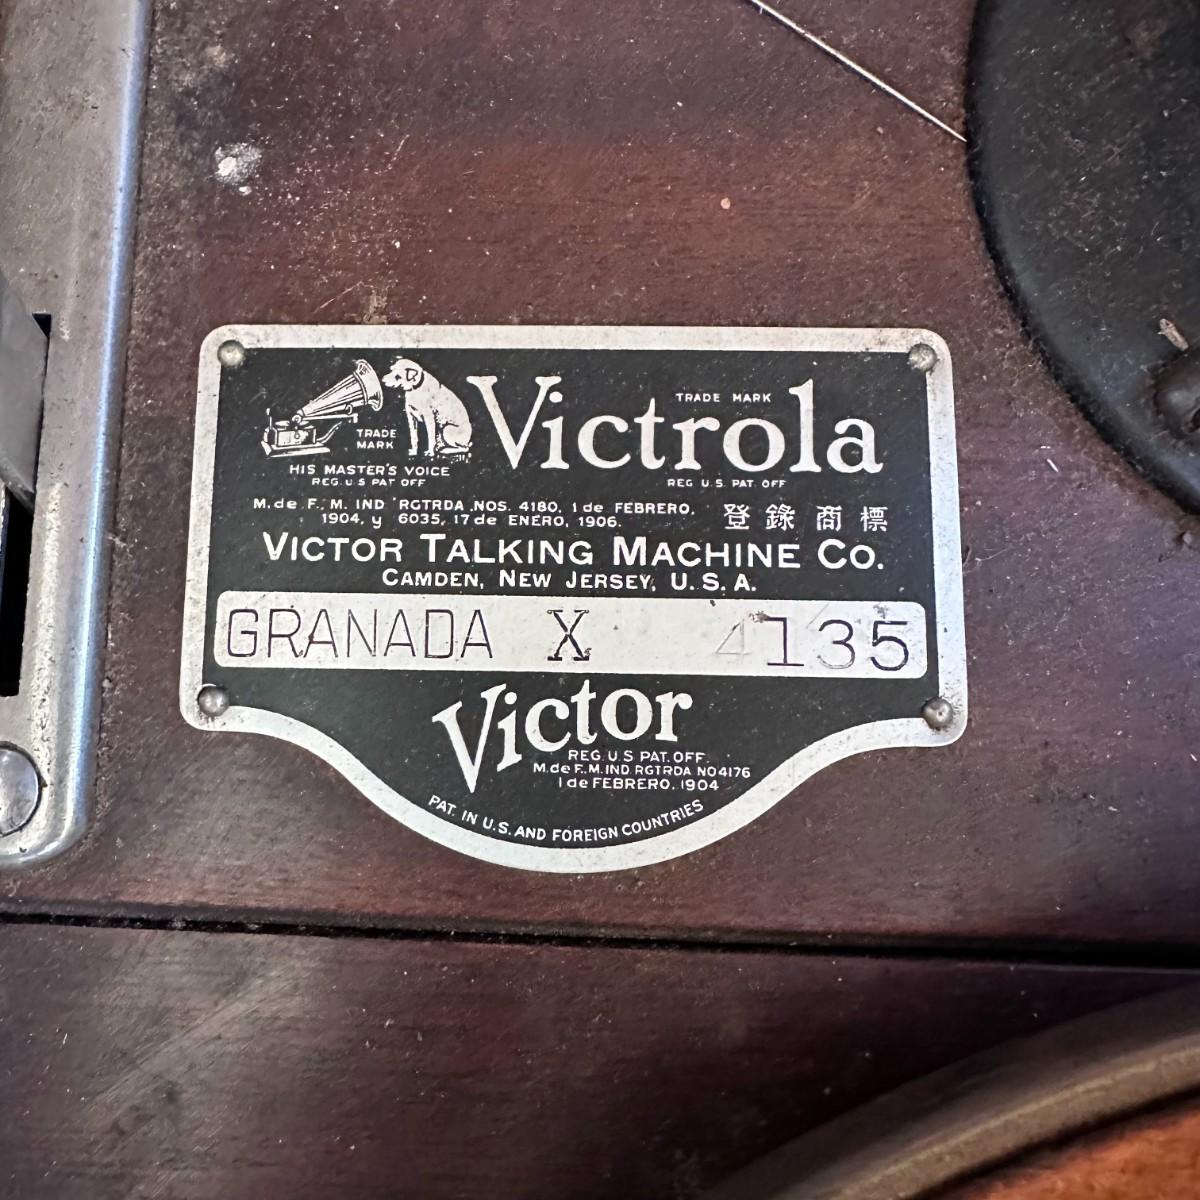 Victrola
TRADE MARK
TRADE
MARK
HIS MASTER'S VOICE
REG. U.S PAT OFF
REG U.S. PAT. OFF
M. de F. M. IND RGTRDA NOS. 4180, 1 de FEBRERO,
1904, y 6035, 17 de ENERO, 1906.
登錄商標
VICTOR TALKING MACHINE CO.
CAMDEN, NEW JERSEY, U.S.A.
GRANADA X 4135
Victor
REG. U.S PAT. OFF.
M. de F. M. IND RGTRDA NO 4176
1 de FEBRERO, 1904
PAT. IN U.S. AND FOREIGN COUNTRIES